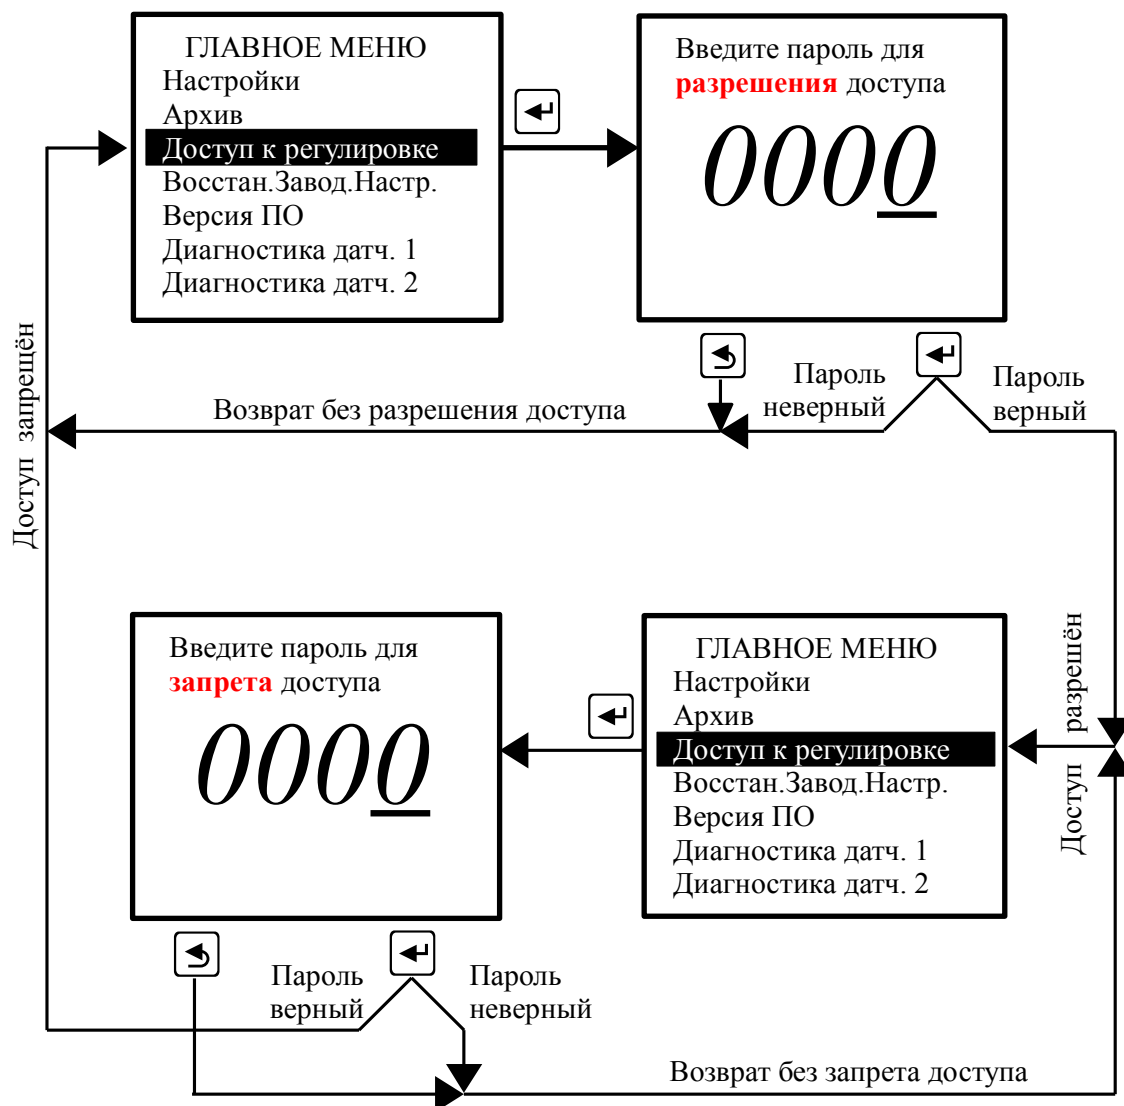 ГЛАВНОЕ МЕНЮ
Настройки
Архив
Доступ к регулировке
Восстан.Завод.Настр.
Версия ПО
Диагностика датч. 1
Диагностика датч. 2
Введите пароль для
разрешения доступа
0000
Пароль
неверный
Пароль
верный
Возврат без разрешения доступа
Доступ запрещён
Введите пароль для
запрета доступа
0000
ГЛАВНОЕ МЕНЮ
Настройки
Архив
Доступ к регулировке
Восстан.Завод.Настр.
Версия ПО
Диагностика датч. 1
Диагностика датч. 2
Доступ разрешён
Пароль
верный
Пароль
неверный
Возврат без запрета доступа